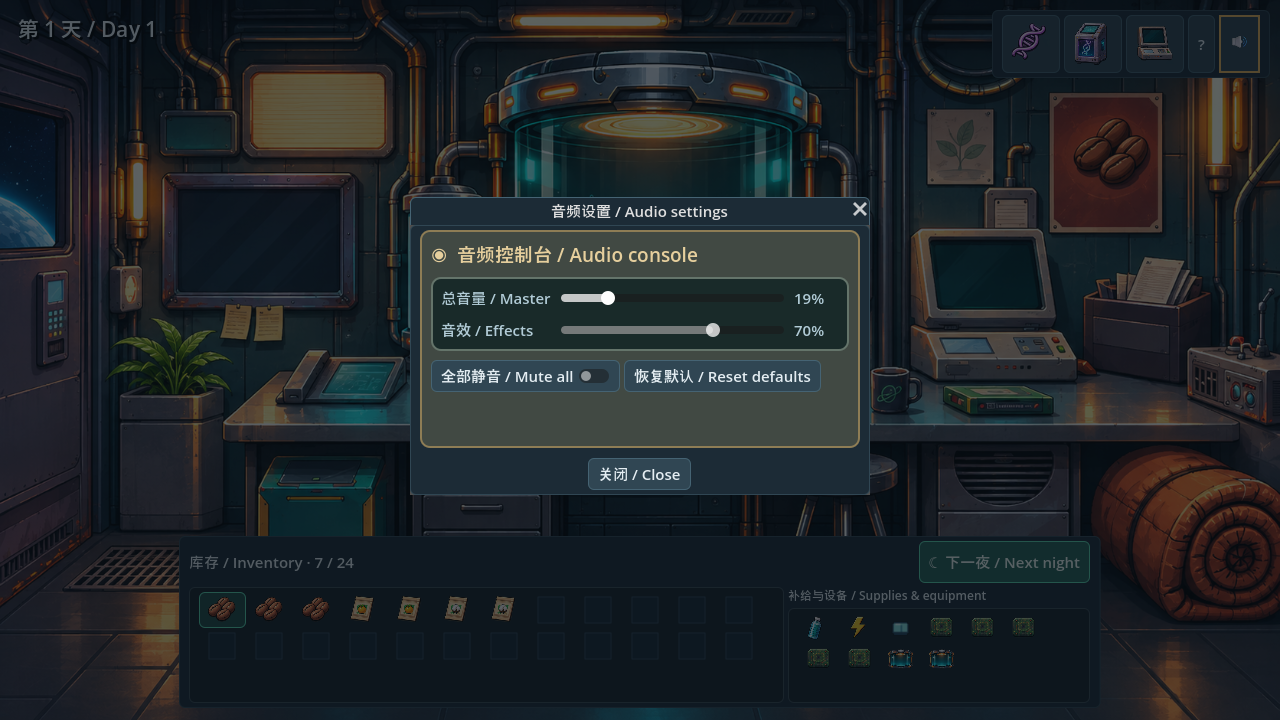 第 1 天 / Day 1
?
音频设置 / Audio settings
音频控制台 / Audio console
总音量 / Master 19%
音效 / Effects 70%
全部静音 / Mute all
恢复默认 / Reset defaults
关闭 / Close
库存 / Inventory · 7 / 24
下一夜 / Next night
补给与设备 / Supplies & equipment